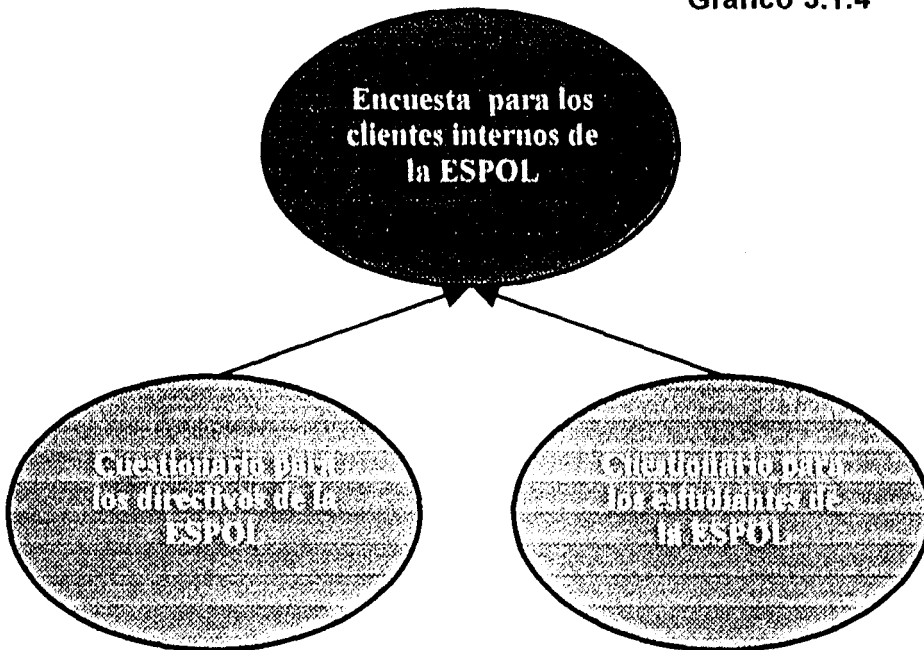 Gráfico 3.1.4
Encuesta para los
clientes internos de
la ESPOL
Cuestionario para
los directivos de la
ESPOL
Cuestionario para
los estudiantes de
la ESPOL